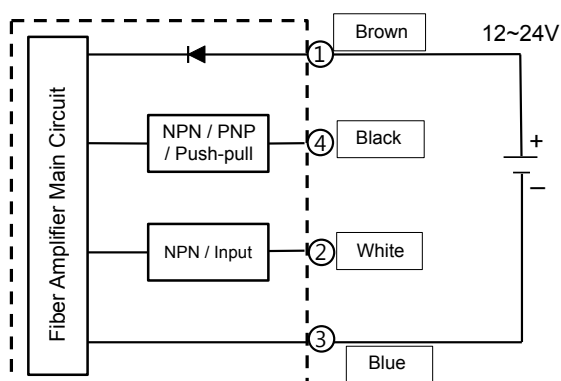 Brown
12~24V
1
Fiber Amplifier Main Circuit
NPN / PNP
/ Push-pull
4
Black
+
–
NPN / Input
2
White
3
Blue